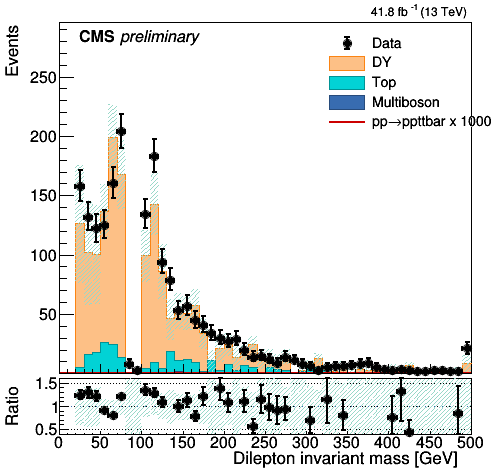 41.8 fb⁻¹ (13 TeV)
CMS preliminary
Events
Data
DY
Top
Multiboson
pp→ppttbar x 1000
250
200
150
100
50
0
Ratio
1.5
1
0.5
0 50 100 150 200 250 300 350 400 450 500
Dilepton invariant mass [GeV]